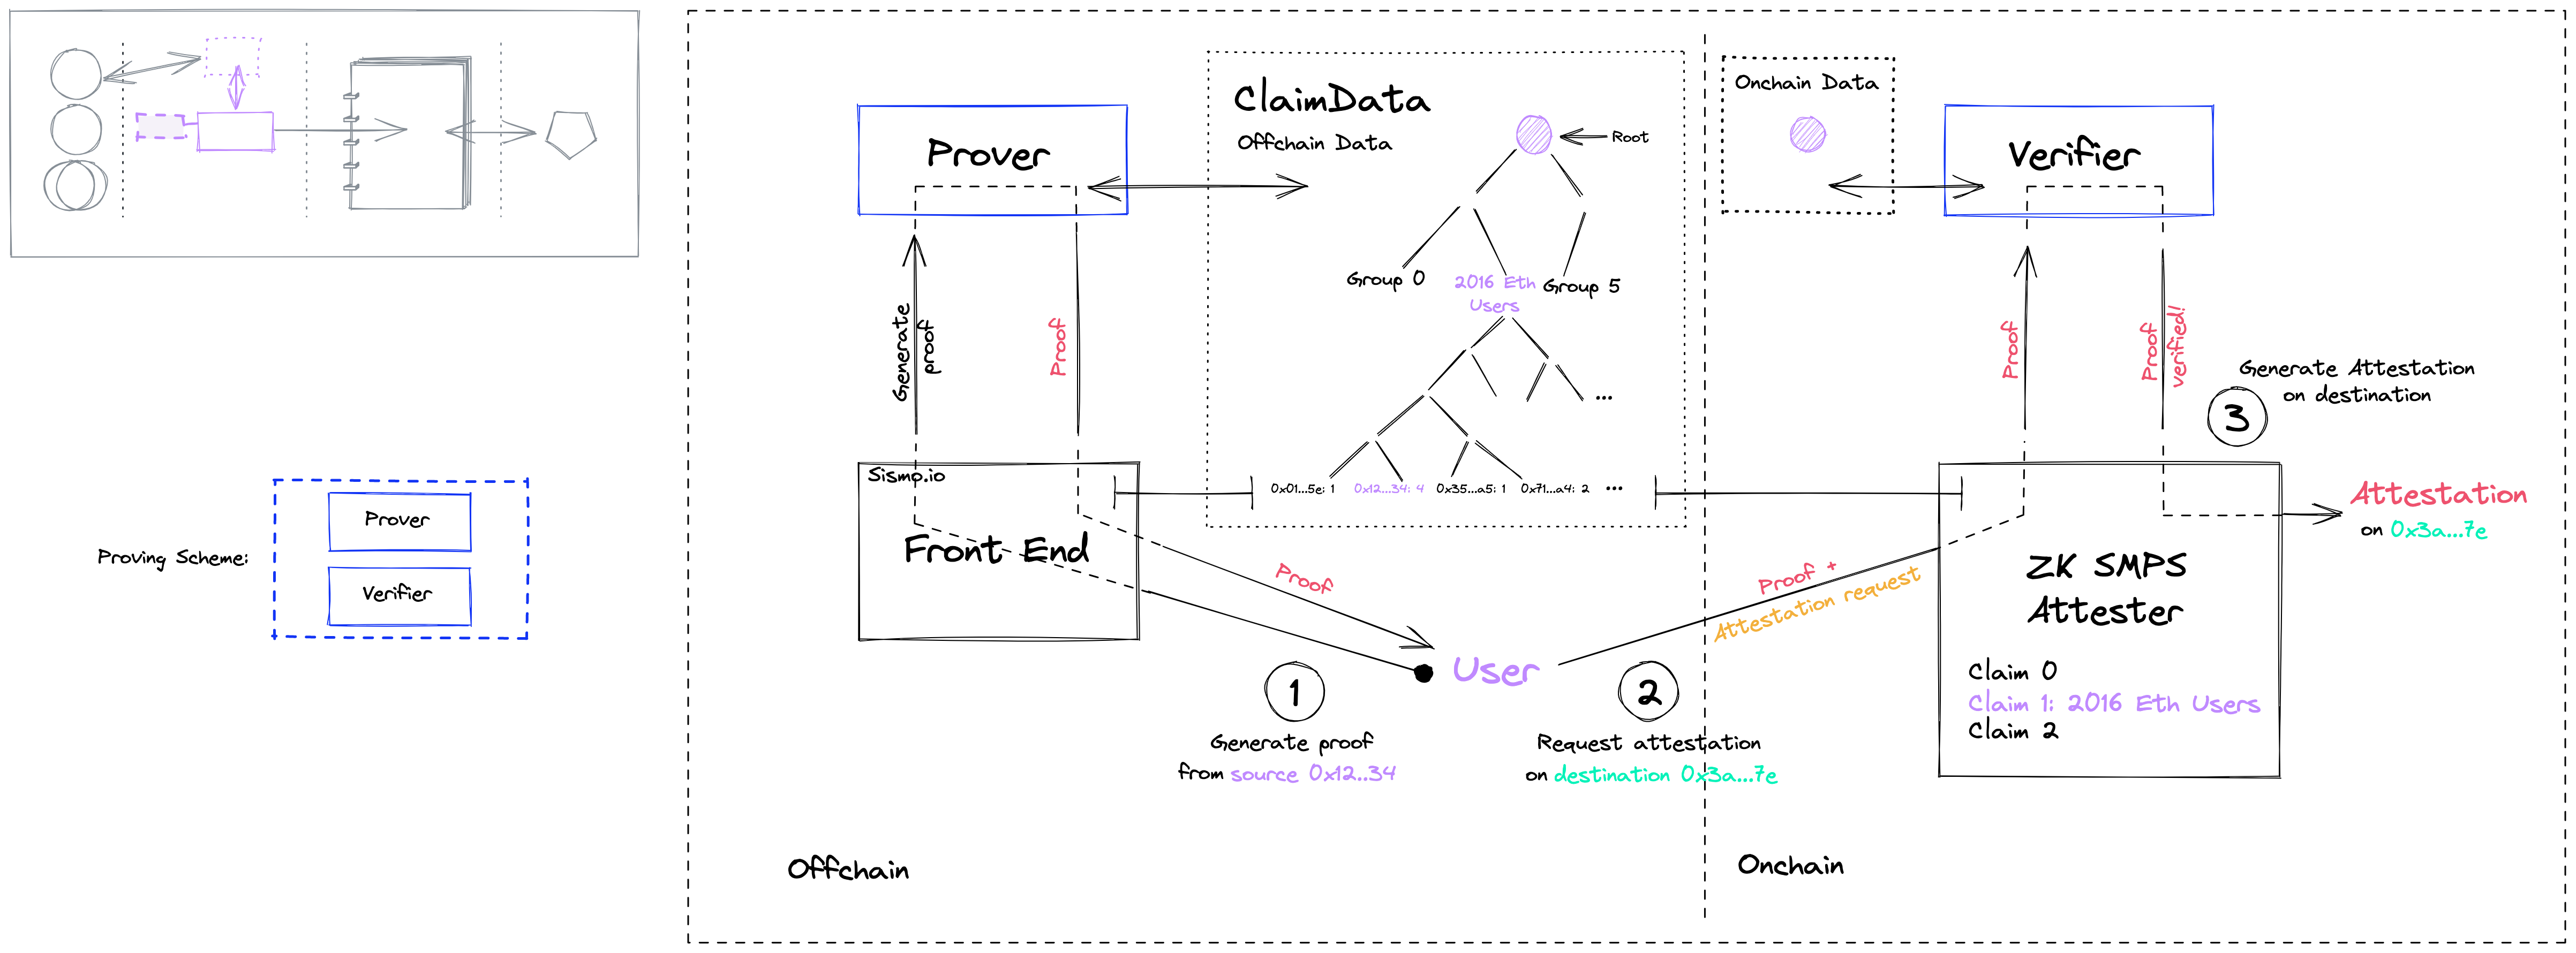 Proving Scheme:
Prover
Verifier
Prover
Generate
proof
Proof
Sismo.io
Front End
ClaimData
Offchain Data
Root
Group 0
2016 Eth
Users
Group 5
...
0x01...5e: 1
0x12...34: 4
0x35...a5: 1
0x71...a4: 2
...
Proof
User
1
Generate proof
from source 0x12..34
2
Request attestation
on destination 0x3a...7e
Proof +
Attestation request
Offchain
Onchain
Onchain Data
Verifier
Proof
Proof
verified!
3
Generate Attestation
on destination
Attestation
on 0x3a...7e
ZK SMPS
Attester
Claim 0
Claim 1: 2016 Eth Users
Claim 2